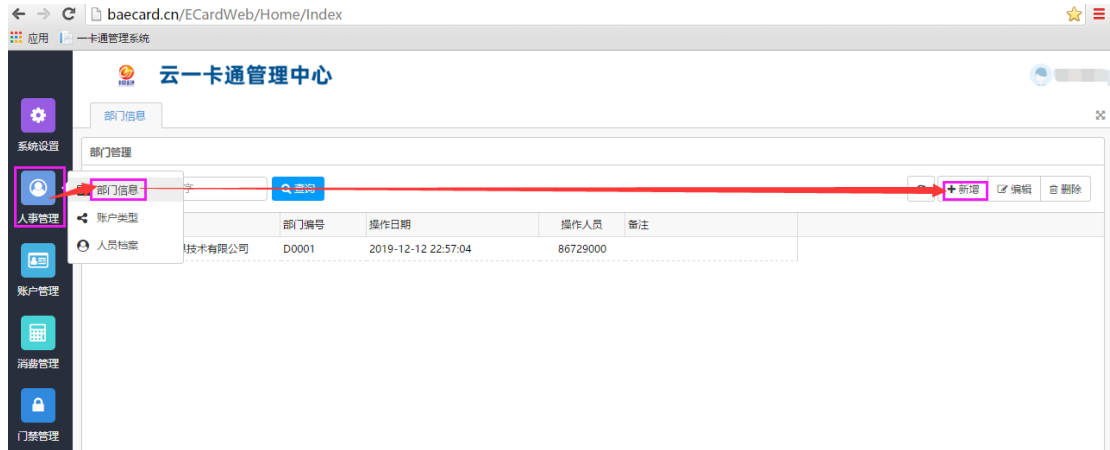 baecard.cn/ECardWeb/Home/Index
应用 一卡通管理系统
云一卡通管理中心
部门信息
系统设置
部门管理
人事管理
部门信息
字
查询
新增 编辑 删除
账户类型
人员档案
部门编号 操作日期 操作人员 备注
技术有限公司 D0001 2019-12-12 22:57:04 86729000
账户管理
消费管理
门禁管理